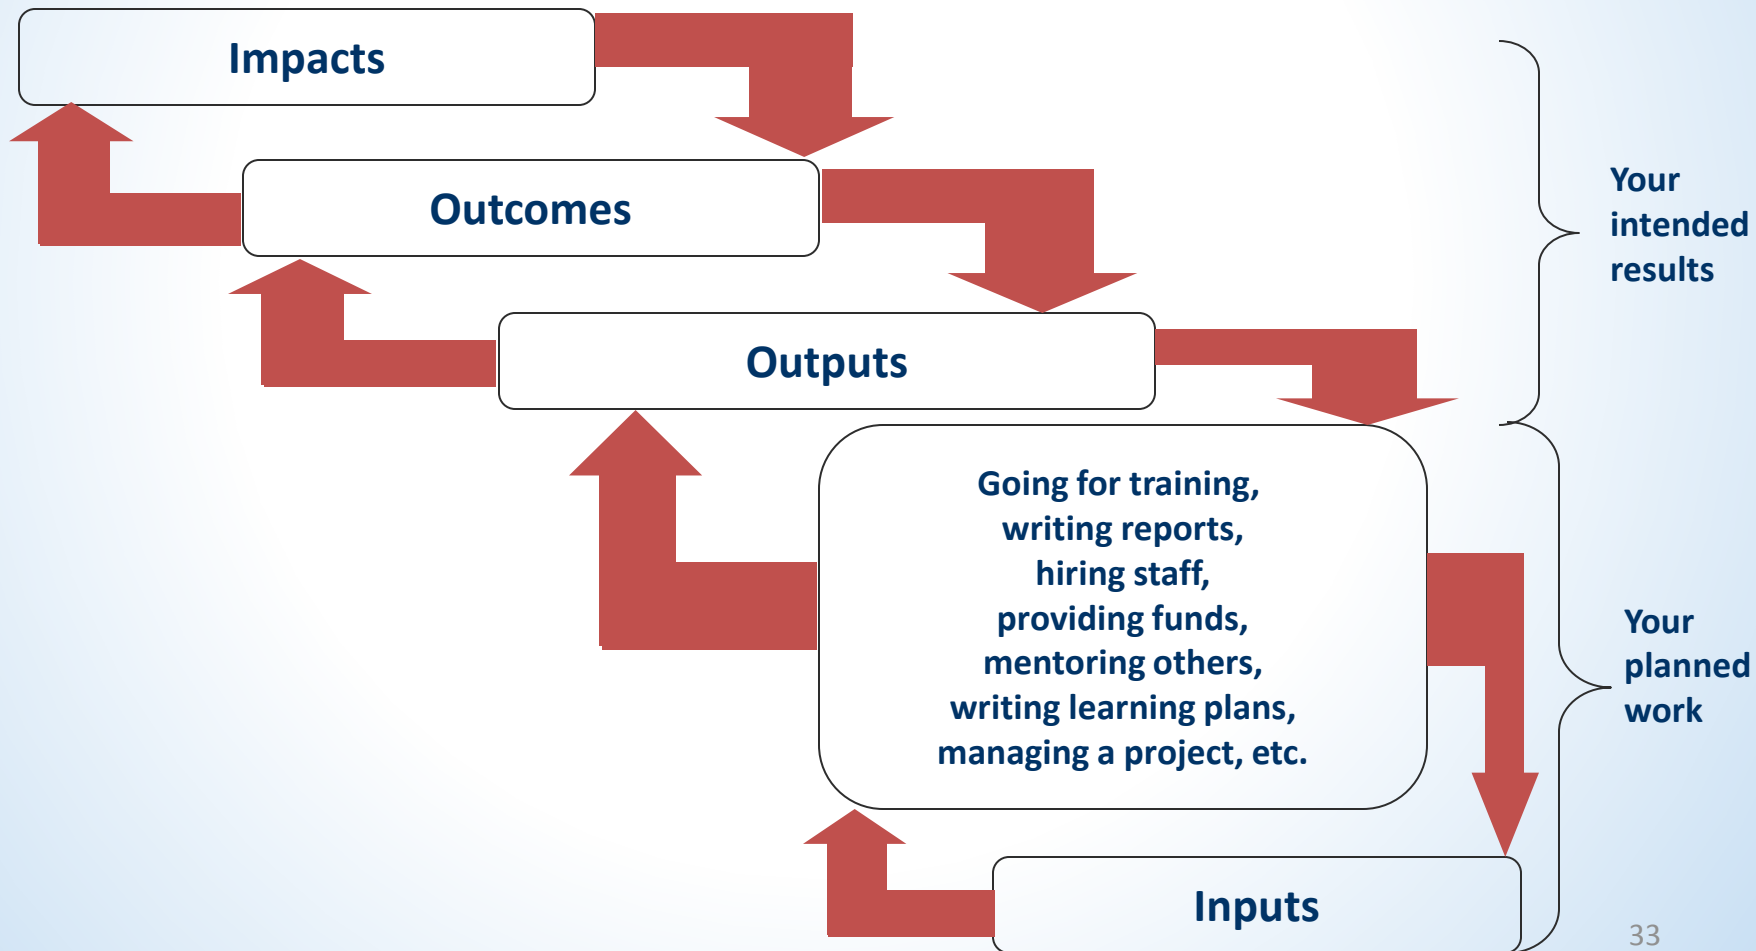 Impacts
Outcomes
Your
intended
results
Outputs
Going for training,
writing reports,
hiring staff,
providing funds,
mentoring others,
writing learning plans,
managing a project, etc.
Your
planned
work
Inputs
33